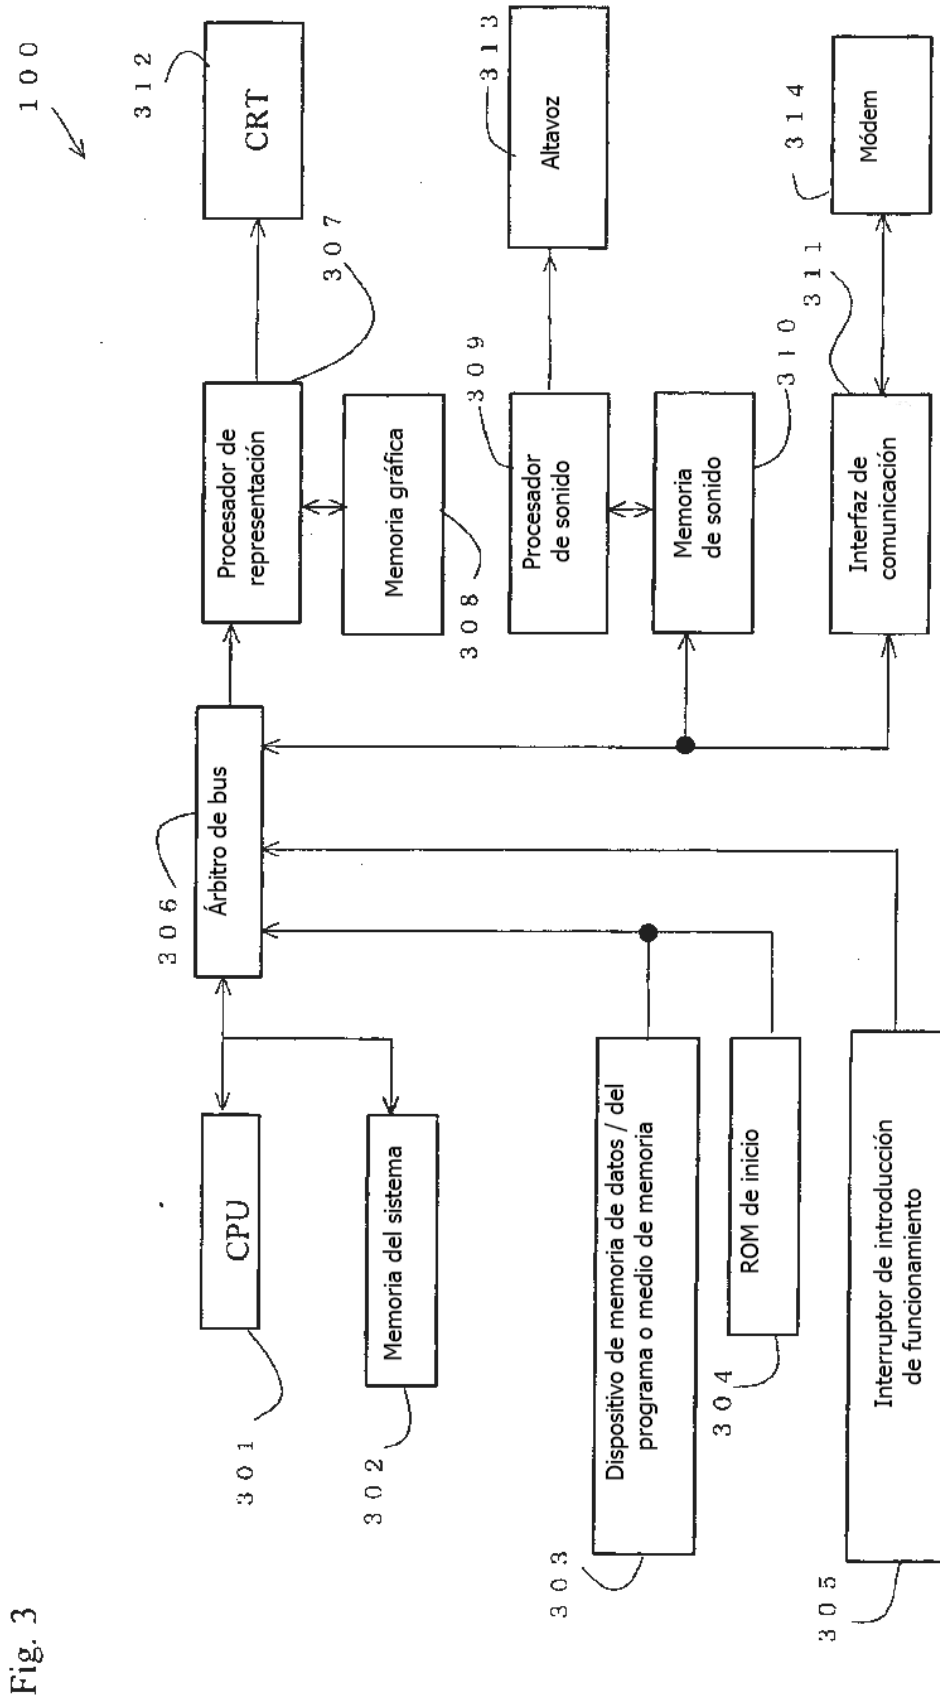 Fig. 3
100
301
CPU
302
Memoria del sistema
303
Dispositivo de memoria de datos / del
programa o medio de memoria
304
ROM de inicio
305
Interruptor de introducción
de funcionamiento
306
Árbitro de bus
Procesador de
representación
307
Memoria gráfica
308
309
Procesador
de sonido
Memoria
de sonido
310
311
Interfaz de
comunicación
312
CRT
313
Altavoz
314
Módem